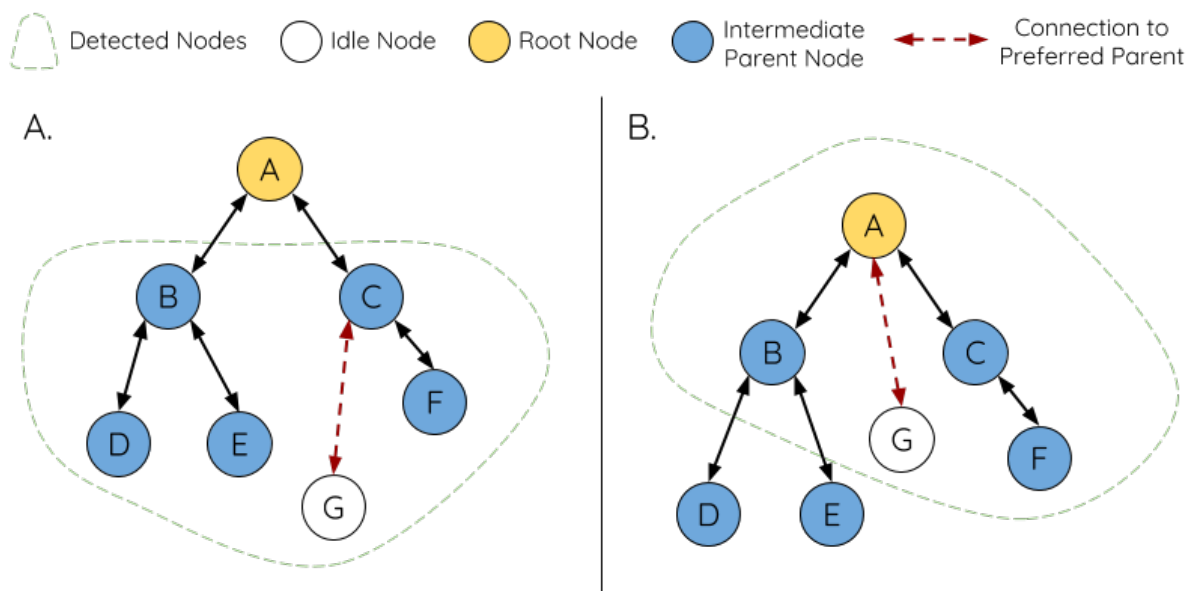 Detected Nodes
Idle Node
Root Node
Intermediate
Parent Node
Connection to
Preferred Parent
A.
A
B
C
D
E
F
G
B.
A
B
C
G
F
D
E